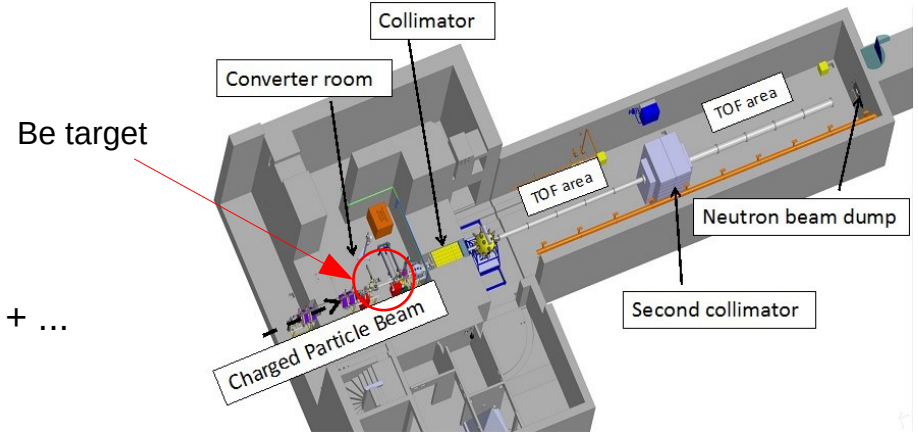 Collimator
Converter room
Be target
TOF area
TOF area
Neutron beam dump
Second collimator
+ ...
Charged Particle Beam